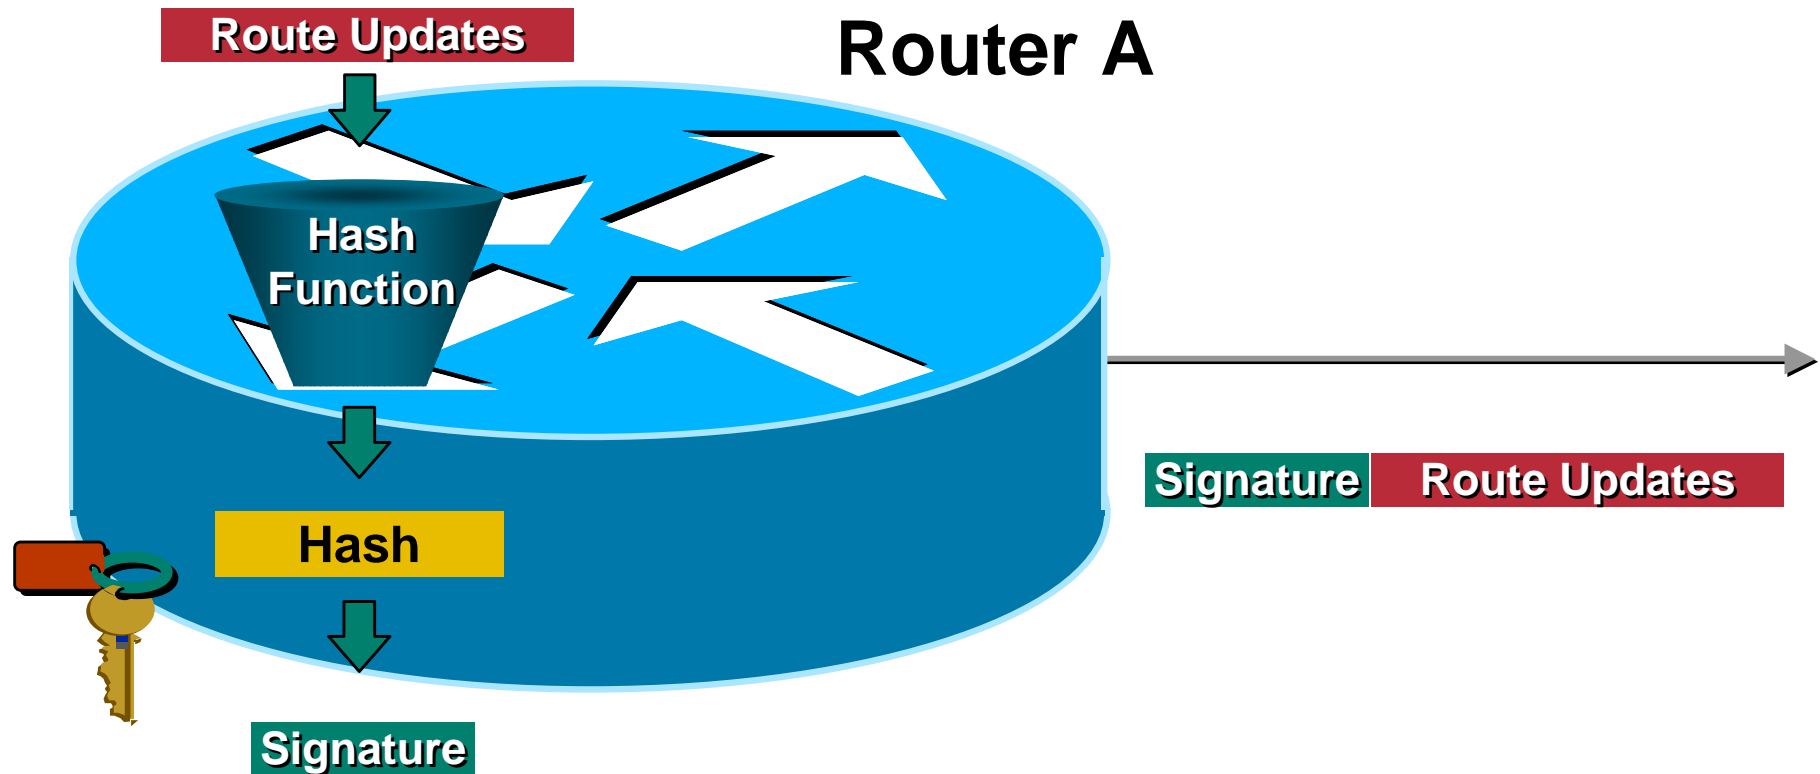 Route Updates
Router A
Hash
Function
Signature Route Updates
Hash
Signature